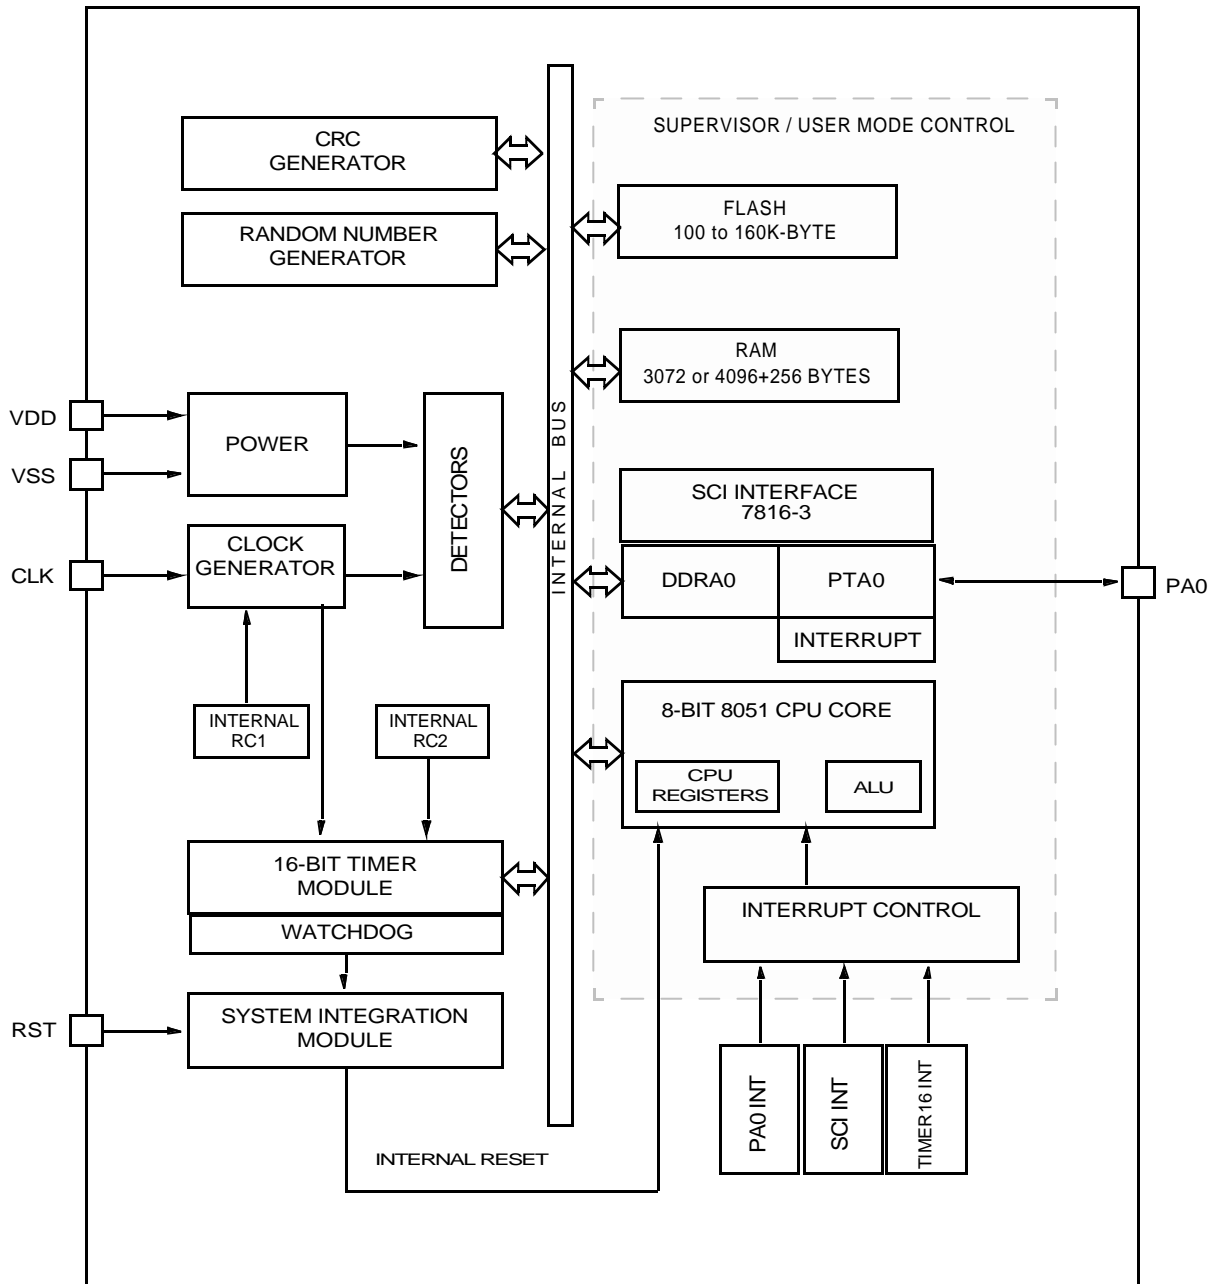 SUPERVISOR / USER MODE CONTROL
CRC
GENERATOR
RANDOM NUMBER
GENERATOR
FLASH
100 to 160K-BYTE
RAM
3072 or 4096+256 BYTES
VDD
VSS
POWER
DETECTORS
INTERNAL BUS
SCI INTERFACE
7816-3
CLK
CLOCK
GENERATOR
DDRA0
PTA0
PA0
INTERRUPT
INTERNAL
RC1
INTERNAL
RC2
8-BIT 8051 CPU CORE
CPU
REGISTERS
ALU
16-BIT TIMER
MODULE
WATCHDOG
INTERRUPT CONTROL
RST
SYSTEM INTEGRATION
MODULE
PA0 INT
SCI INT
TIMER16 INT
INTERNAL RESET